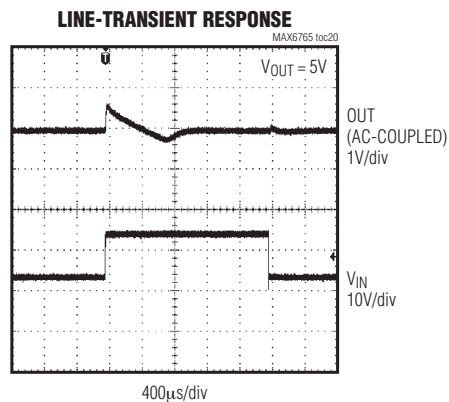 LINE-TRANSIENT RESPONSE
MAX6765 toc20
T
VOUT = 5V
OUT
(AC-COUPLED)
1V/div
VIN
10V/div
400µs/div